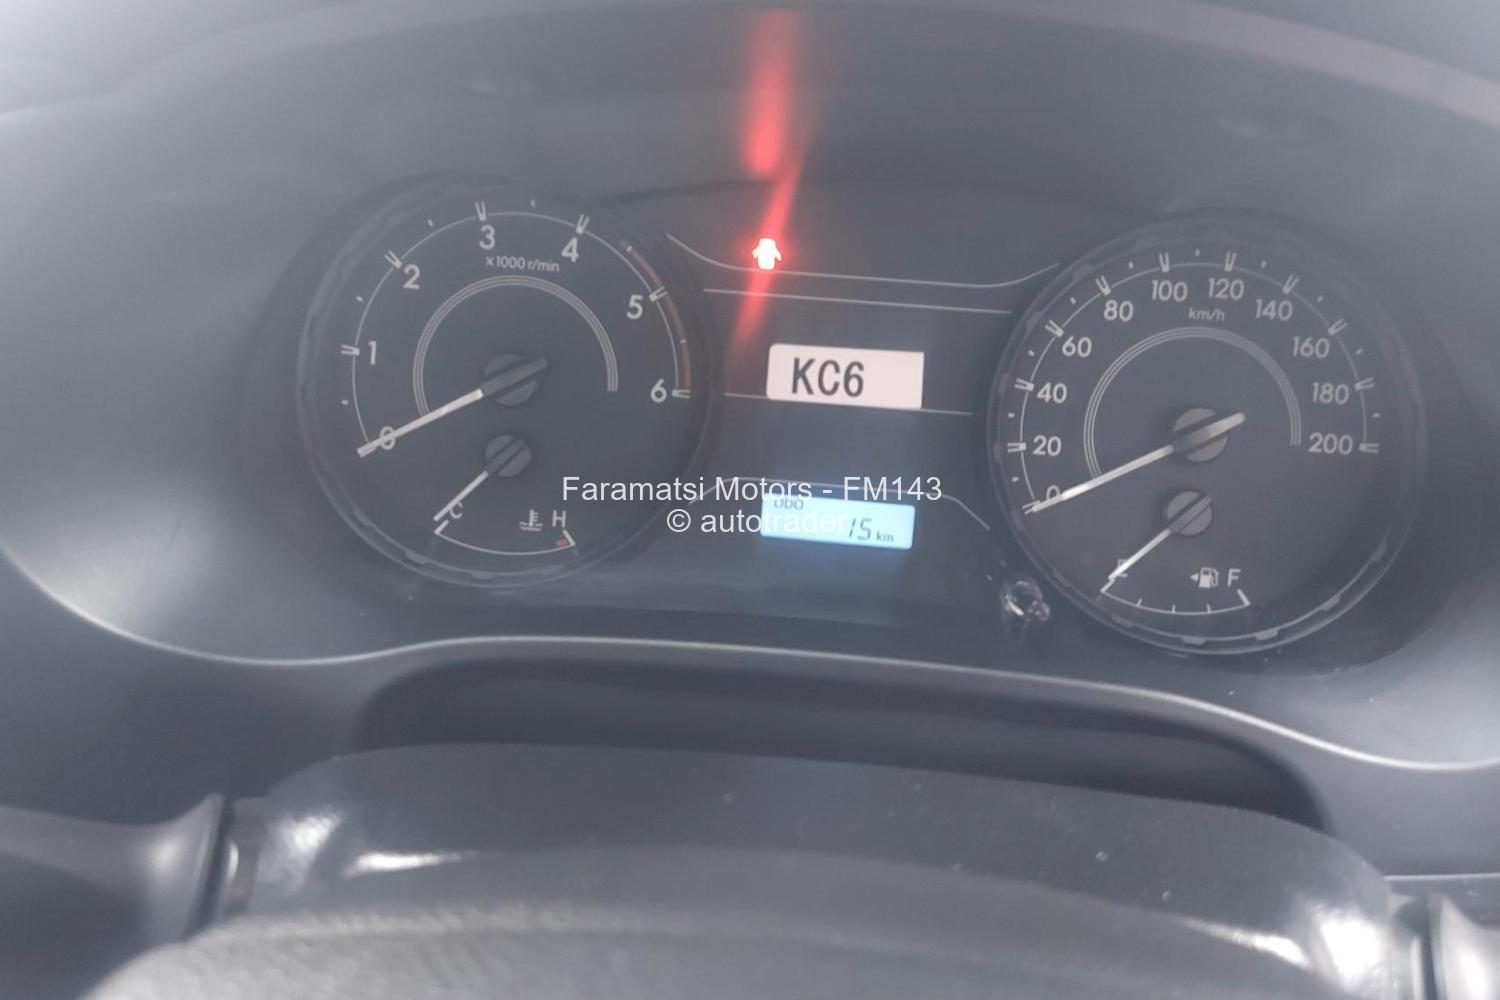 3
4
x1000 r/min
2
5
1
6
0
C
H
KC6
ODO
15 km
100
120
80
140
km/h
60
160
40
180
20
200
0
E
F
Faramatsi Motors - FM143
© autotrader